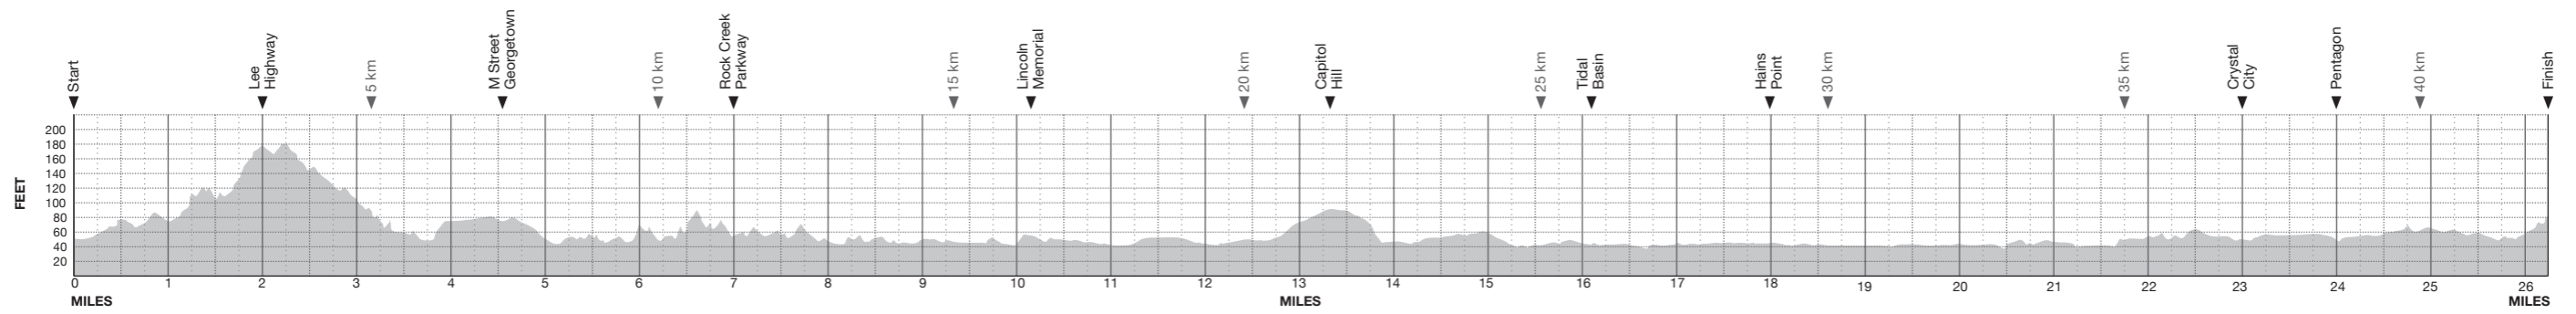 Start
Lee
Highway
5 km
M Street
Georgetown
10 km
Rock Creek
Parkway
15 km
Lincoln
Memorial
20 km
Capitol
Hill
25 km
Tidal
Basin
Hains
Point
30 km
35 km
Crystal
City
Pentagon
40 km
Finish
FEET
200
180
160
140
120
100
80
60
40
20
0 1 2 3 4 5 6 7 8 9 10 11 12 13 14 15 16 17 18 19 20 21 22 23 24 25 26
MILES MILES MILES